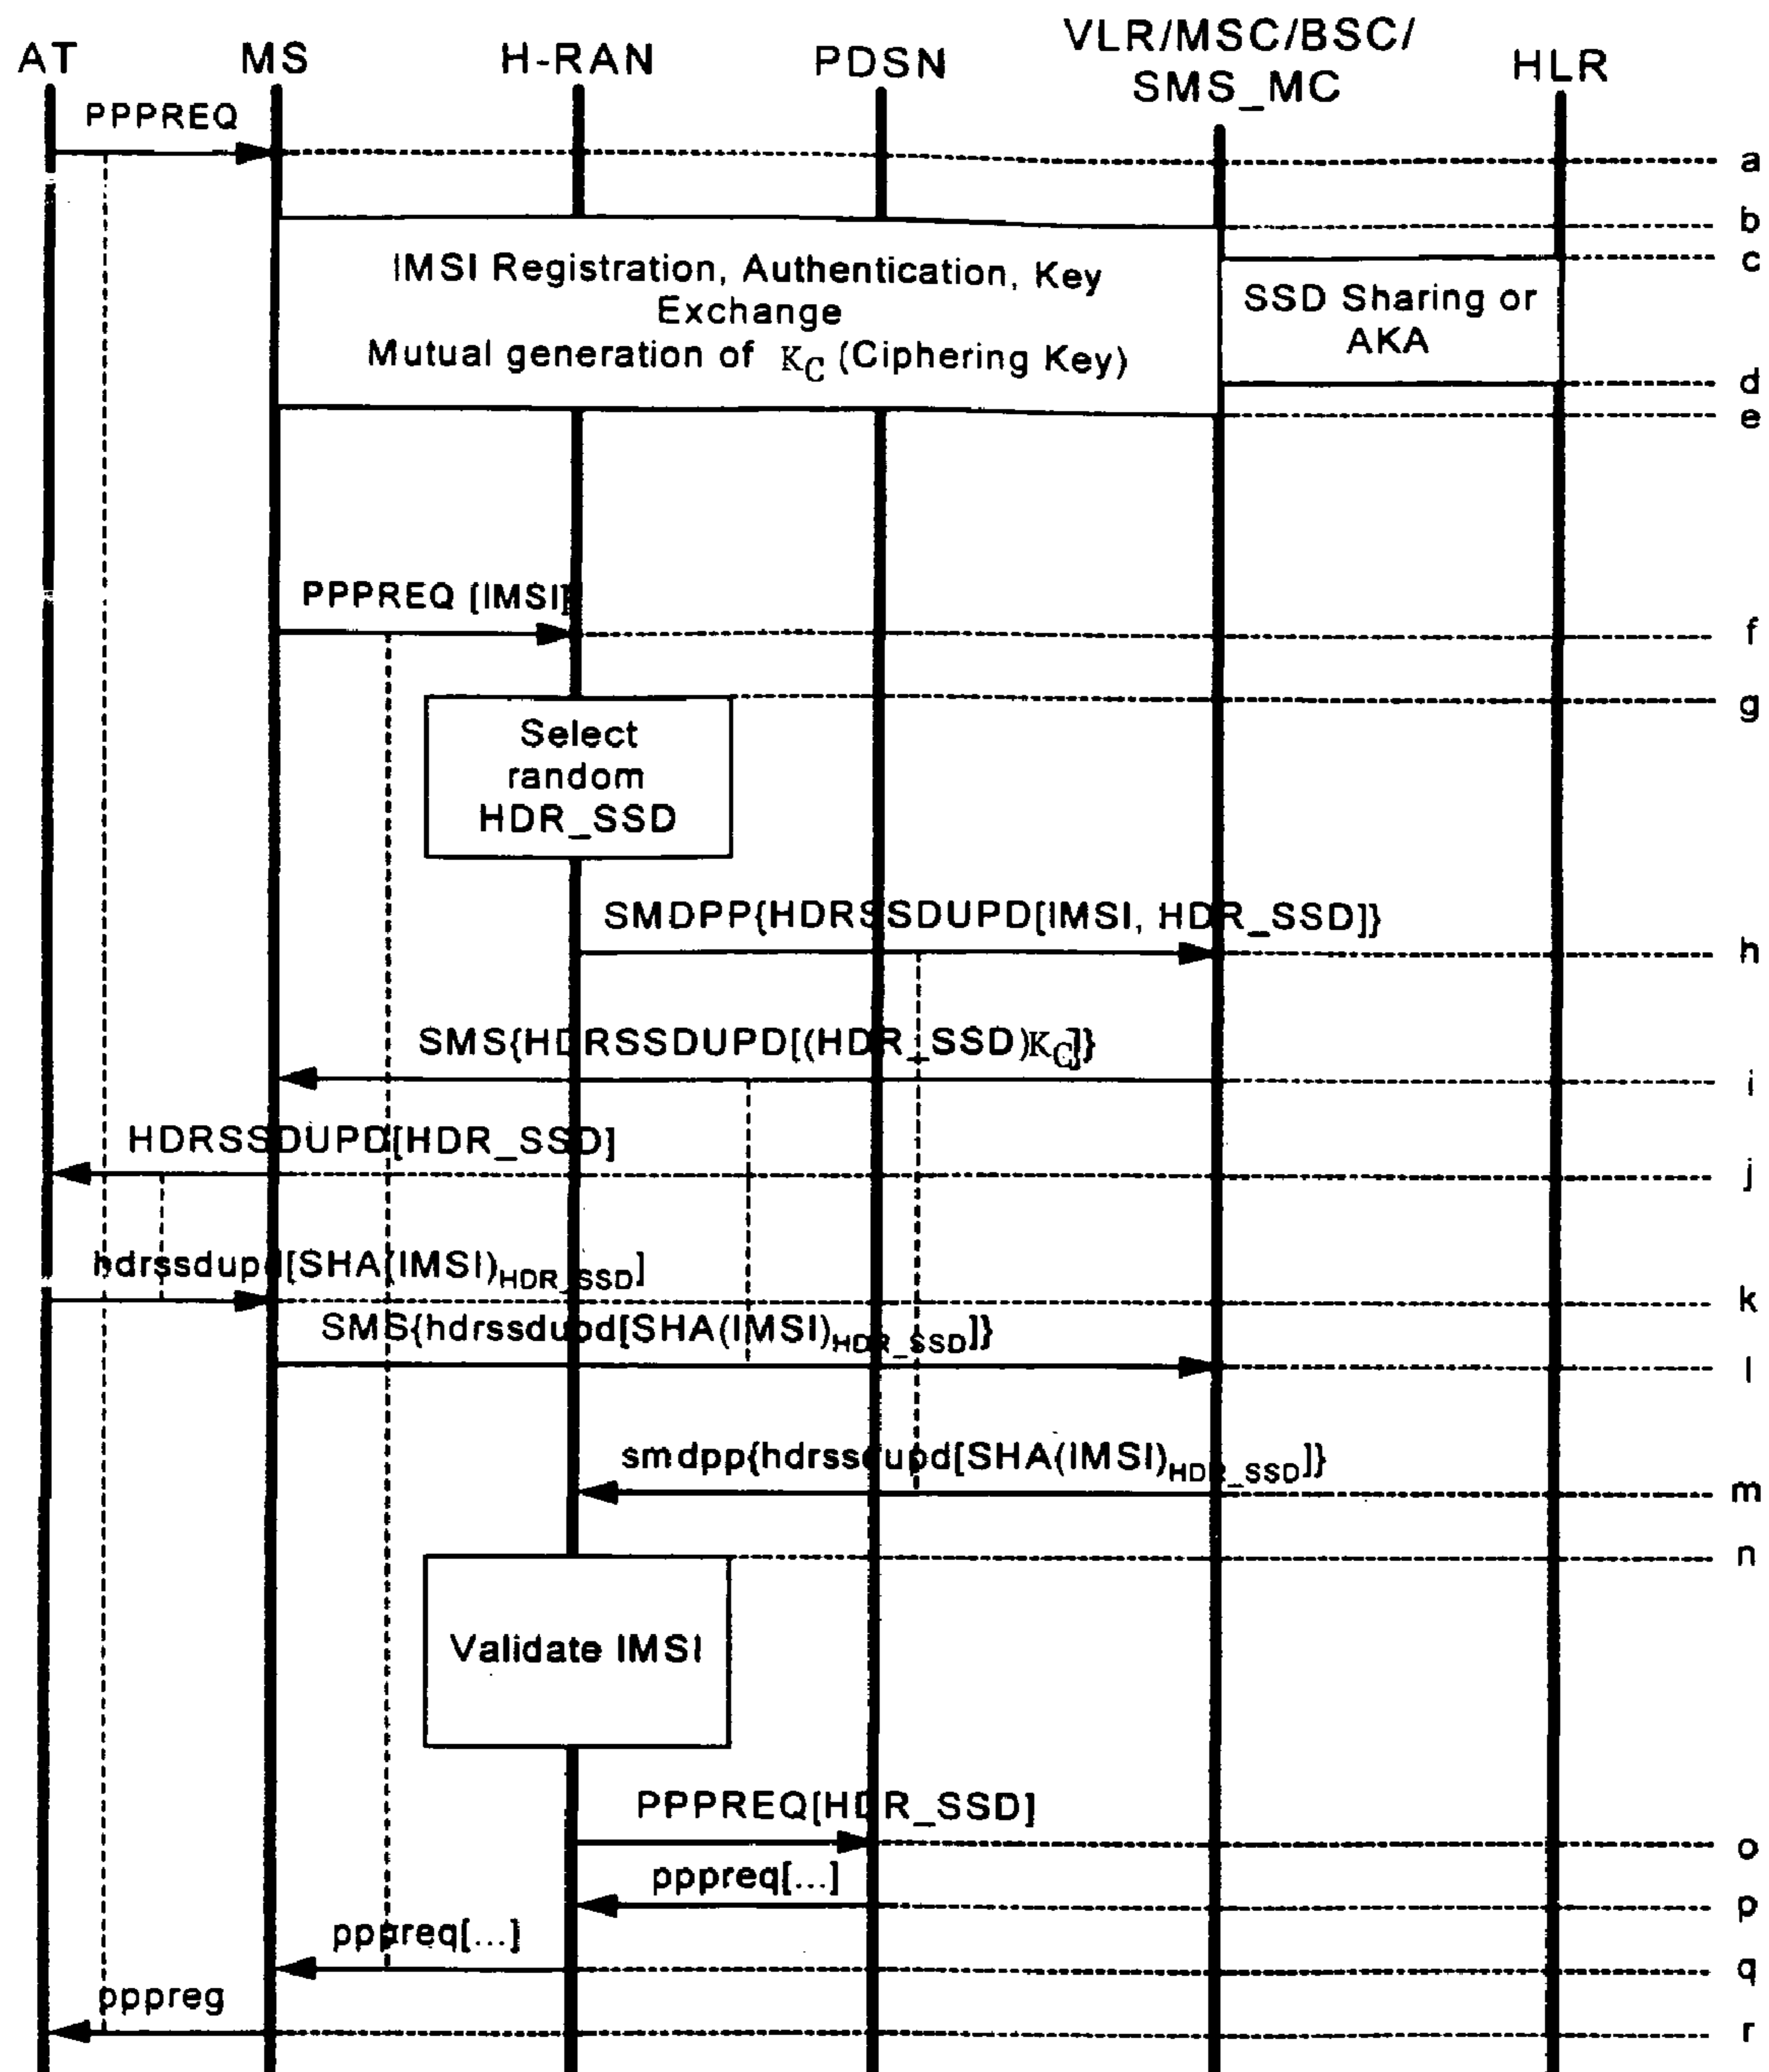 AT
MS
H-RAN
PDSN
VLR/MSC/BSC/
SMS_MC
HLR
PPPREQ
a
b
c
IMSI Registration, Authentication, Key
Exchange
Mutual generation of K_C (Ciphering Key)
SSD Sharing or
AKA
d
e
PPPREQ [IMSI]
f
g
Select
random
HDR_SSD
SMDPP{HDRSSDUPD[IMSI, HDR_SSD]}
h
SMS{HDRSSDUPD[(HDR_SSD)K_C]}
i
HDRSSDUPD[HDR_SSD]
j
hdrssdupd[SHA(IMSI)HDR_SSD]
k
SMS{hdrssdupd[SHA(IMSI)HDR_SSD]}
l
smdpp{hdrssdupd[SHA(IMSI)HDR_SSD]}
m
n
Validate IMSI
PPPREQ[HDR_SSD]
o
pppreq[...]
p
pppreq[...]
q
pppreg
r